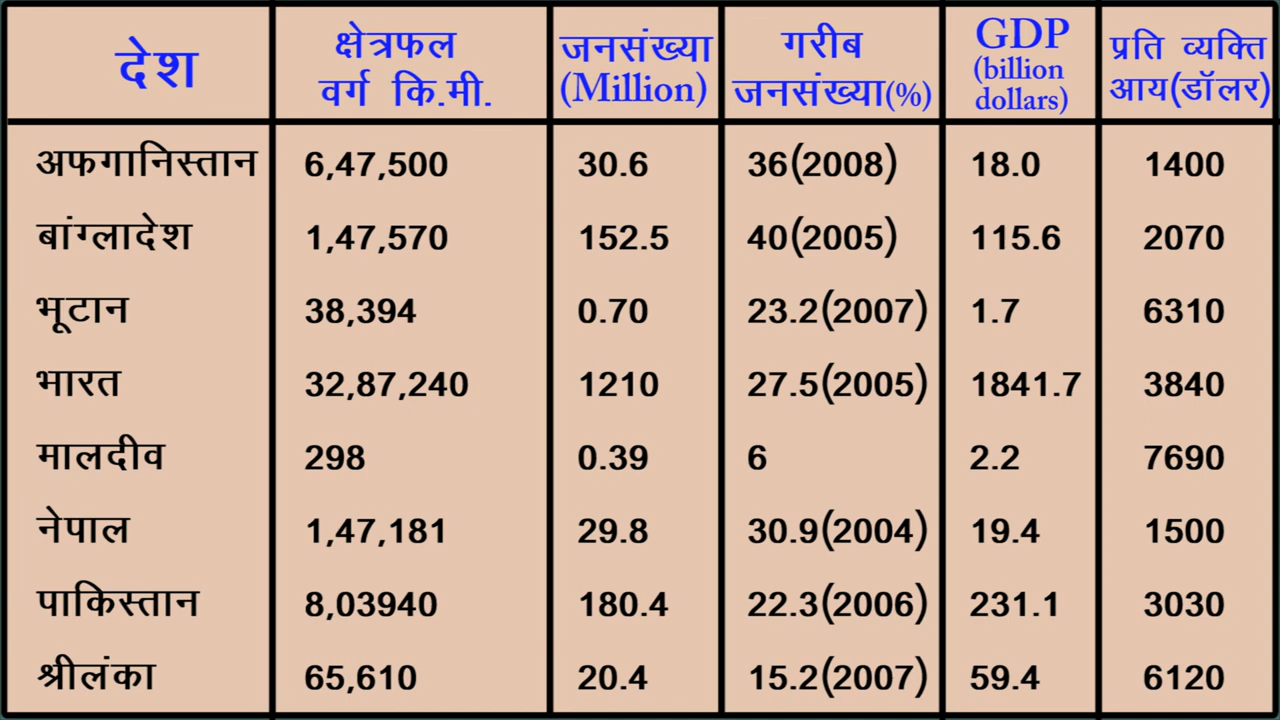 देश क्षेत्रफल वर्ग कि.मी. जनसंख्या (Million) गरीब जनसंख्या(%) GDP (billion dollars) प्रति व्यक्ति आय(डॉलर)
अफगानिस्तान 6,47,500 30.6 36(2008) 18.0 1400
बांग्लादेश 1,47,570 152.5 40(2005) 115.6 2070
भूटान 38,394 0.70 23.2(2007) 1.7 6310
भारत 32,87,240 1210 27.5(2005) 1841.7 3840
मालदीव 298 0.39 6 2.2 7690
नेपाल 1,47,181 29.8 30.9(2004) 19.4 1500
पाकिस्तान 8,03940 180.4 22.3(2006) 231.1 3030
श्रीलंका 65,610 20.4 15.2(2007) 59.4 6120